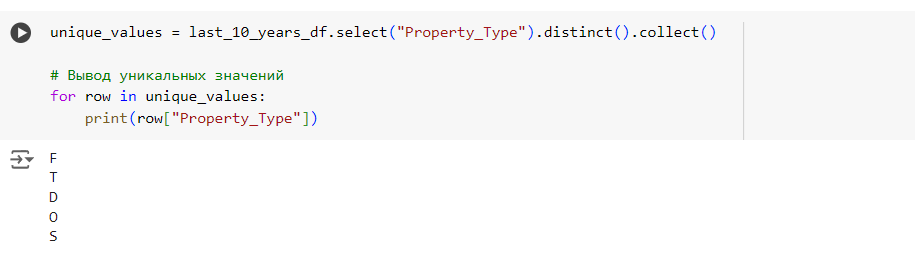 unique_values = last_10_years_df.select("Property_Type").distinct().collect()
# Вывод уникальных значений
for row in unique_values:
    print(row["Property_Type"])
F
T
D
O
S